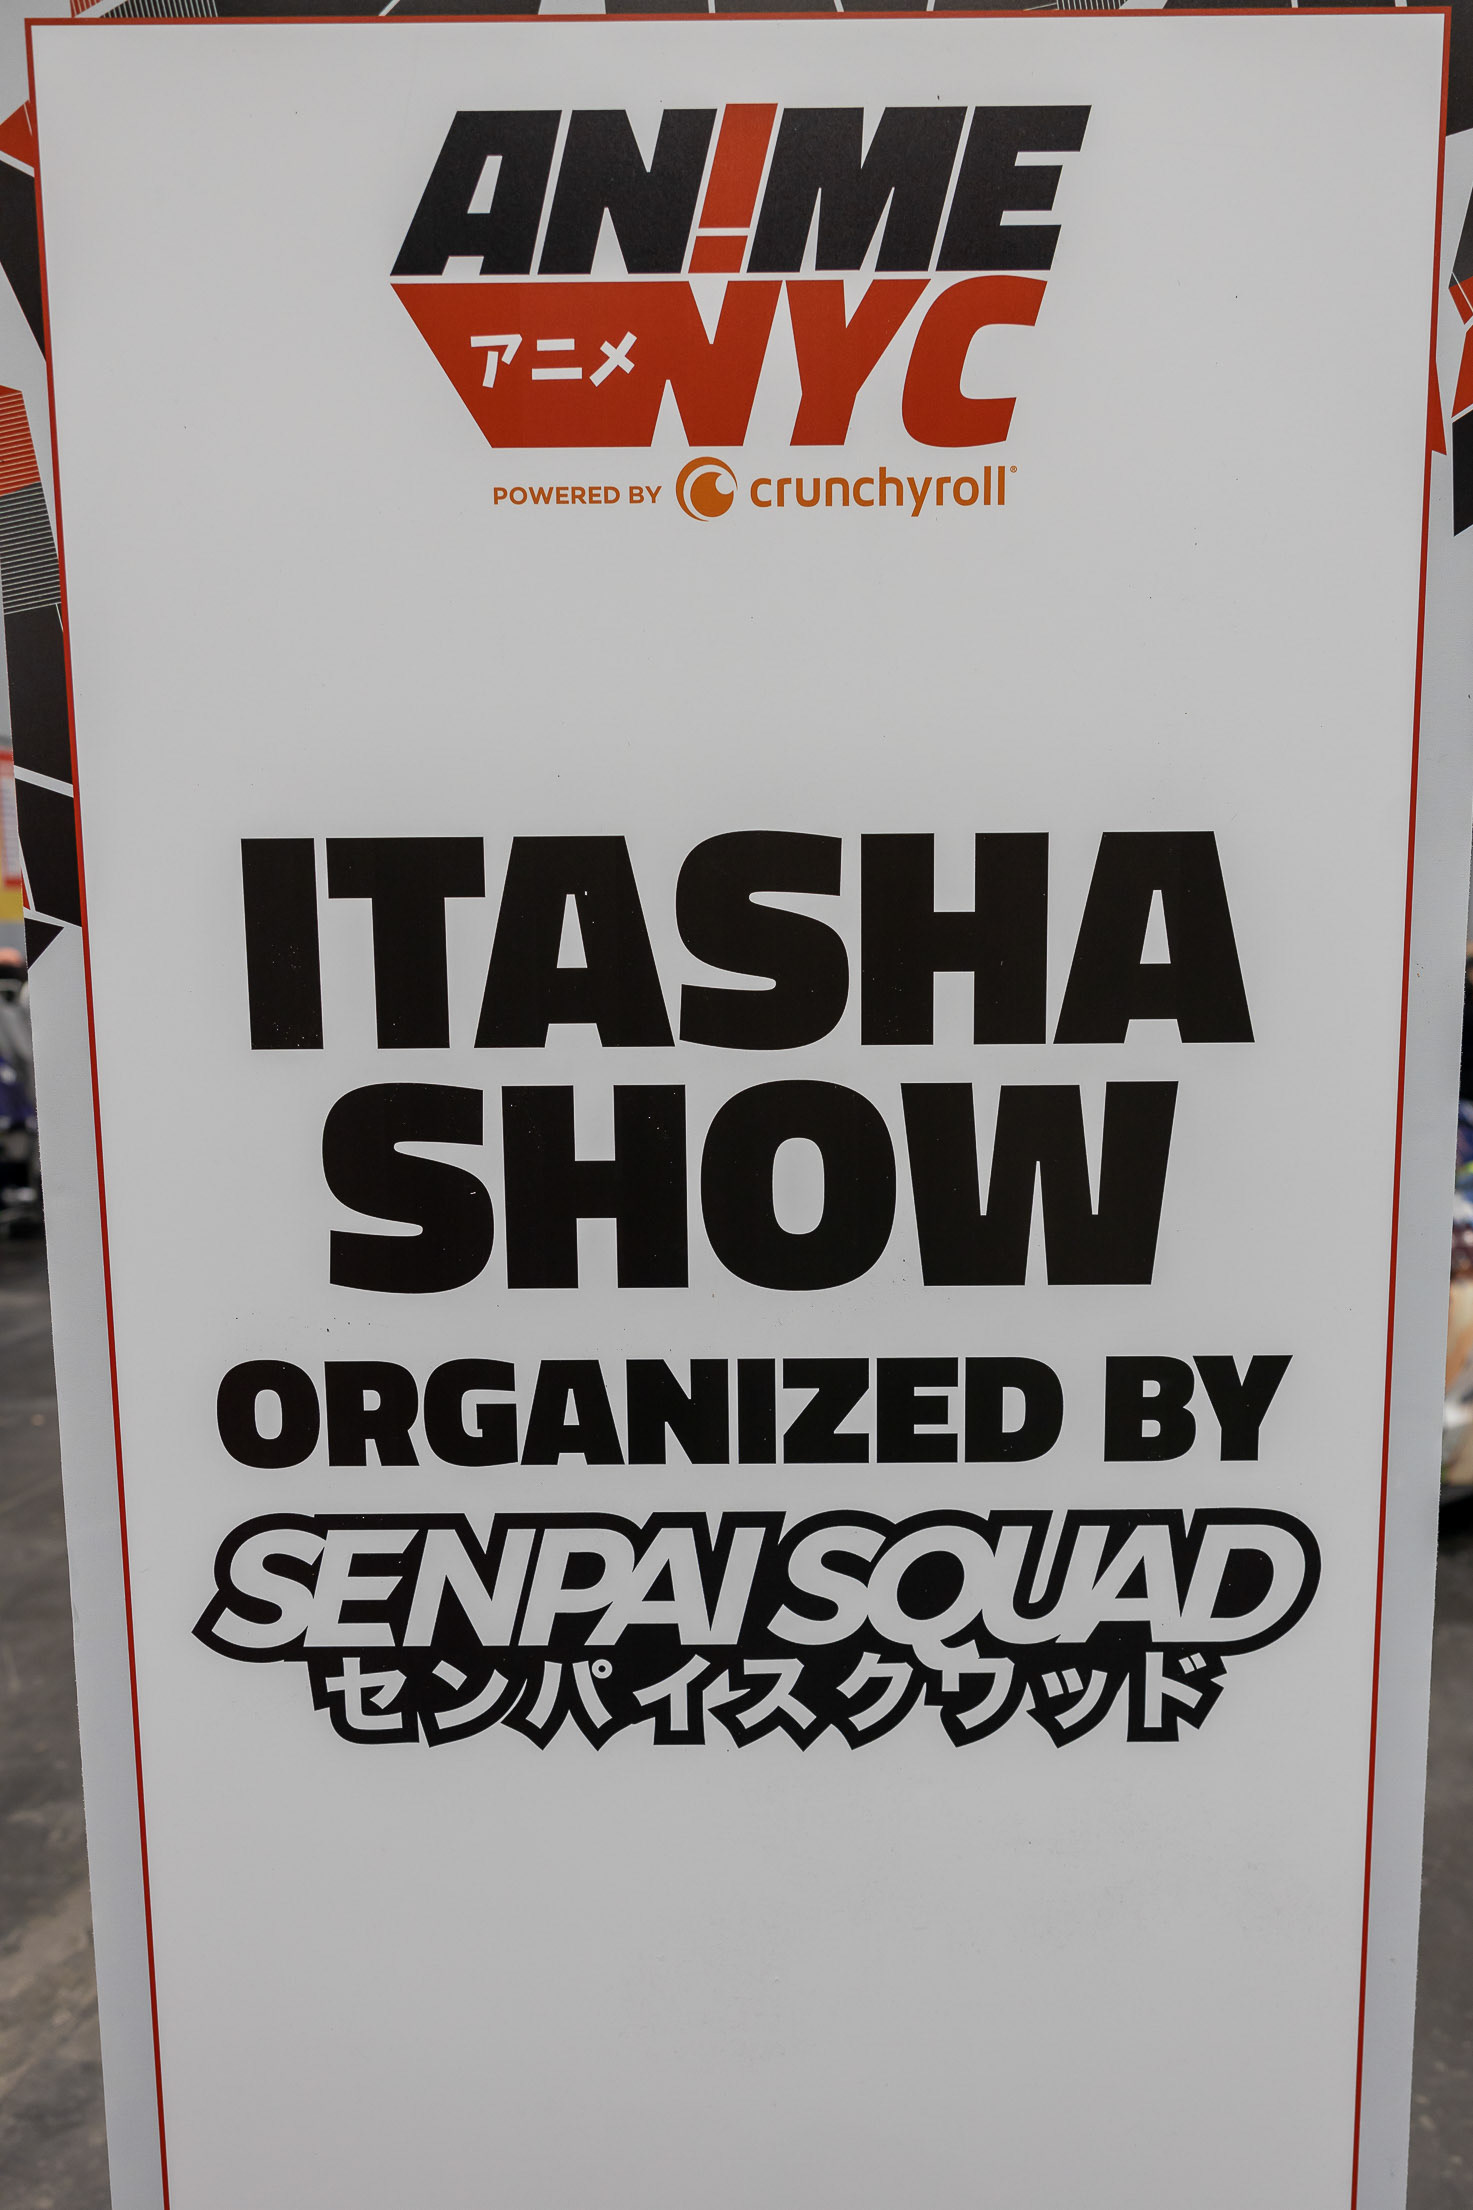 AN!ME
アニメ NYC
POWERED BY crunchyroll®
ITASHA
SHOW
ORGANIZED BY
SENPAI SQUAD
センパイスクウッド